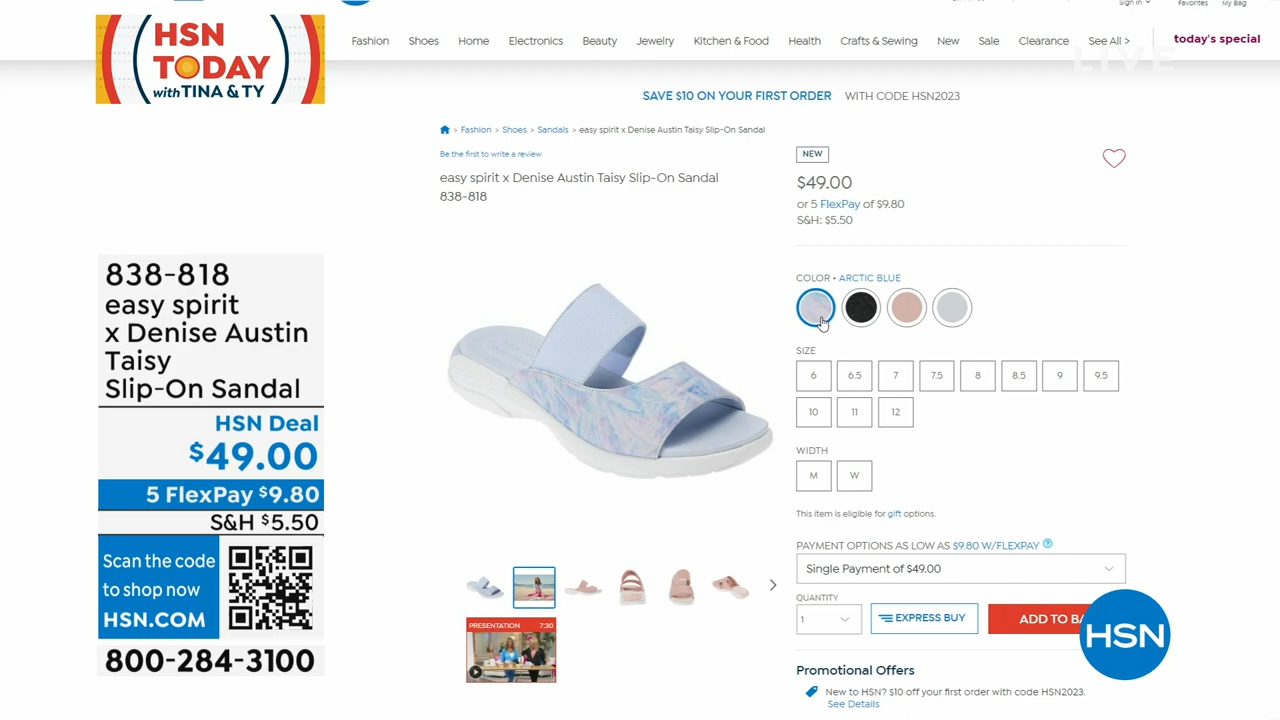 Sign in
Favorites
My Bag
HSN
TODAY
with TINA & TY
Fashion
Shoes
Home
Electronics
Beauty
Jewelry
Kitchen & Food
Health
Crafts & Sewing
New
Sale
Clearance
See All >
today's special
LIVE
SAVE $10 ON YOUR FIRST ORDER WITH CODE HSN2023
> Fashion > Shoes > Sandals > easy spirit x Denise Austin Taisy Slip-On Sandal
Be the first to write a review
easy spirit x Denise Austin Taisy Slip-On Sandal
838-818
NEW
$49.00
or 5 FlexPay of $9.80
S&H: $5.50
COLOR • ARCTIC BLUE
SIZE
6 6.5 7 7.5 8 8.5 9 9.5
10 11 12
WIDTH
M W
This item is eligible for gift options.
PAYMENT OPTIONS AS LOW AS $9.80 W/FLEXPAY
Single Payment of $49.00
QUANTITY
1
EXPRESS BUY
ADD TO BA
HSN
Promotional Offers
New to HSN? $10 off your first order with code HSN2023.
See Details
PRESENTATION 7:30
838-818
easy spirit
x Denise Austin
Taisy
Slip-On Sandal
HSN Deal
$49.00
5 FlexPay $9.80
S&H $5.50
Scan the code
to shop now
HSN.COM
800-284-3100